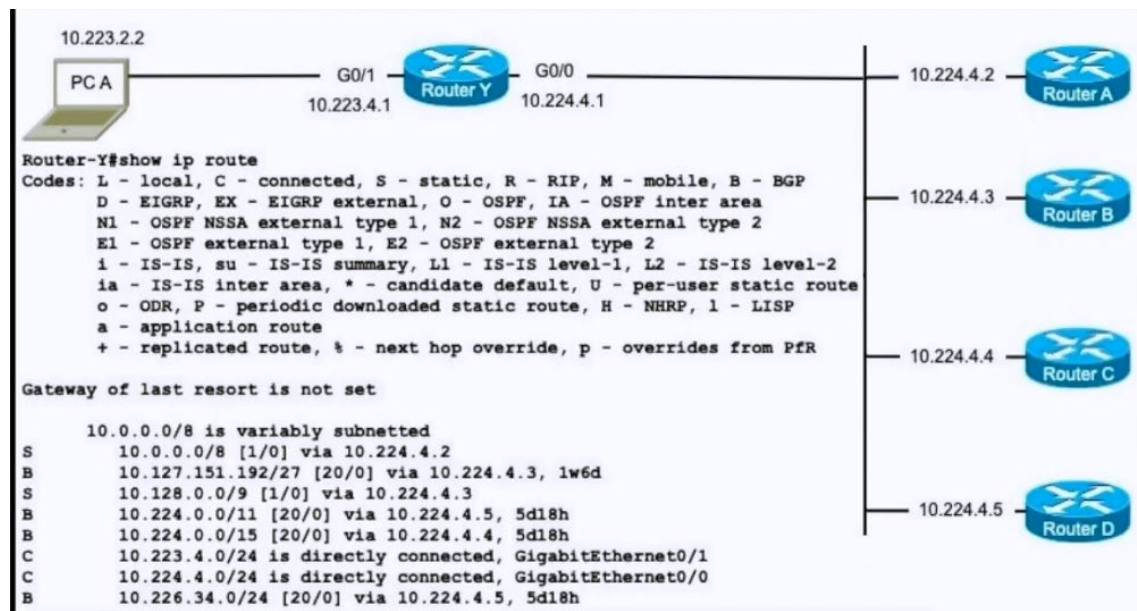 10.223.2.2
PC A
G0/1
10.223.4.1
Router Y
G0/0
10.224.4.1
10.224.4.2
Router A
10.224.4.3
Router B
10.224.4.4
Router C
10.224.4.5
Router D
Router-Y#show ip route
Codes: L - local, C - connected, S - static, R - RIP, M - mobile, B - BGP
D - EIGRP, EX - EIGRP external, O - OSPF, IA - OSPF inter area
N1 - OSPF NSSA external type 1, N2 - OSPF NSSA external type 2
E1 - OSPF external type 1, E2 - OSPF external type 2
i - IS-IS, su - IS-IS summary, L1 - IS-IS level-1, L2 - IS-IS level-2
ia - IS-IS inter area, * - candidate default, U - per-user static route
o - ODR, P - periodic downloaded static route, H - NHRP, l - LISP
a - application route
+ - replicated route, % - next hop override, p - overrides from PfR
Gateway of last resort is not set
10.0.0.0/8 is variably subnetted
S 10.0.0.0/8 [1/0] via 10.224.4.2
B 10.127.151.192/27 [20/0] via 10.224.4.3, 1w6d
S 10.128.0.0/9 [1/0] via 10.224.4.3
B 10.224.0.0/11 [20/0] via 10.224.4.5, 5d18h
B 10.224.0.0/15 [20/0] via 10.224.4.4, 5d18h
C 10.223.4.0/24 is directly connected, GigabitEthernet0/1
C 10.224.4.0/24 is directly connected, GigabitEthernet0/0
B 10.226.34.0/24 [20/0] via 10.224.4.5, 5d18h